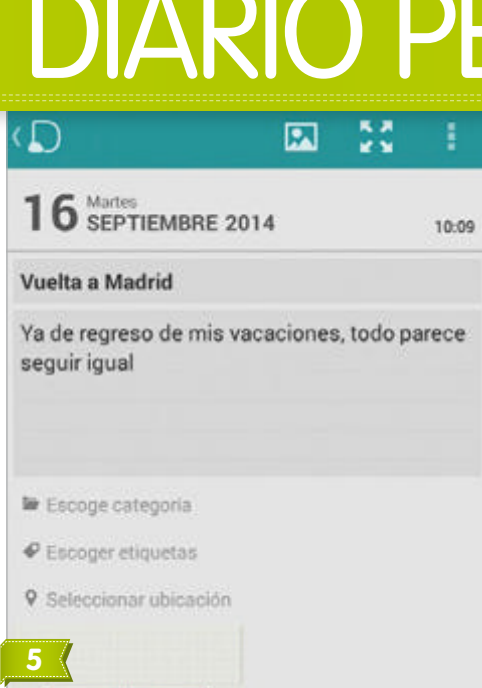 DIARIO PE
16 Martes
SEPTIEMBRE 2014
10:09
Vuelta a Madrid
Ya de regreso de mis vacaciones, todo parece
seguir igual
Escoge categoria
Escoger etiquetas
Seleccionar ubicación
5